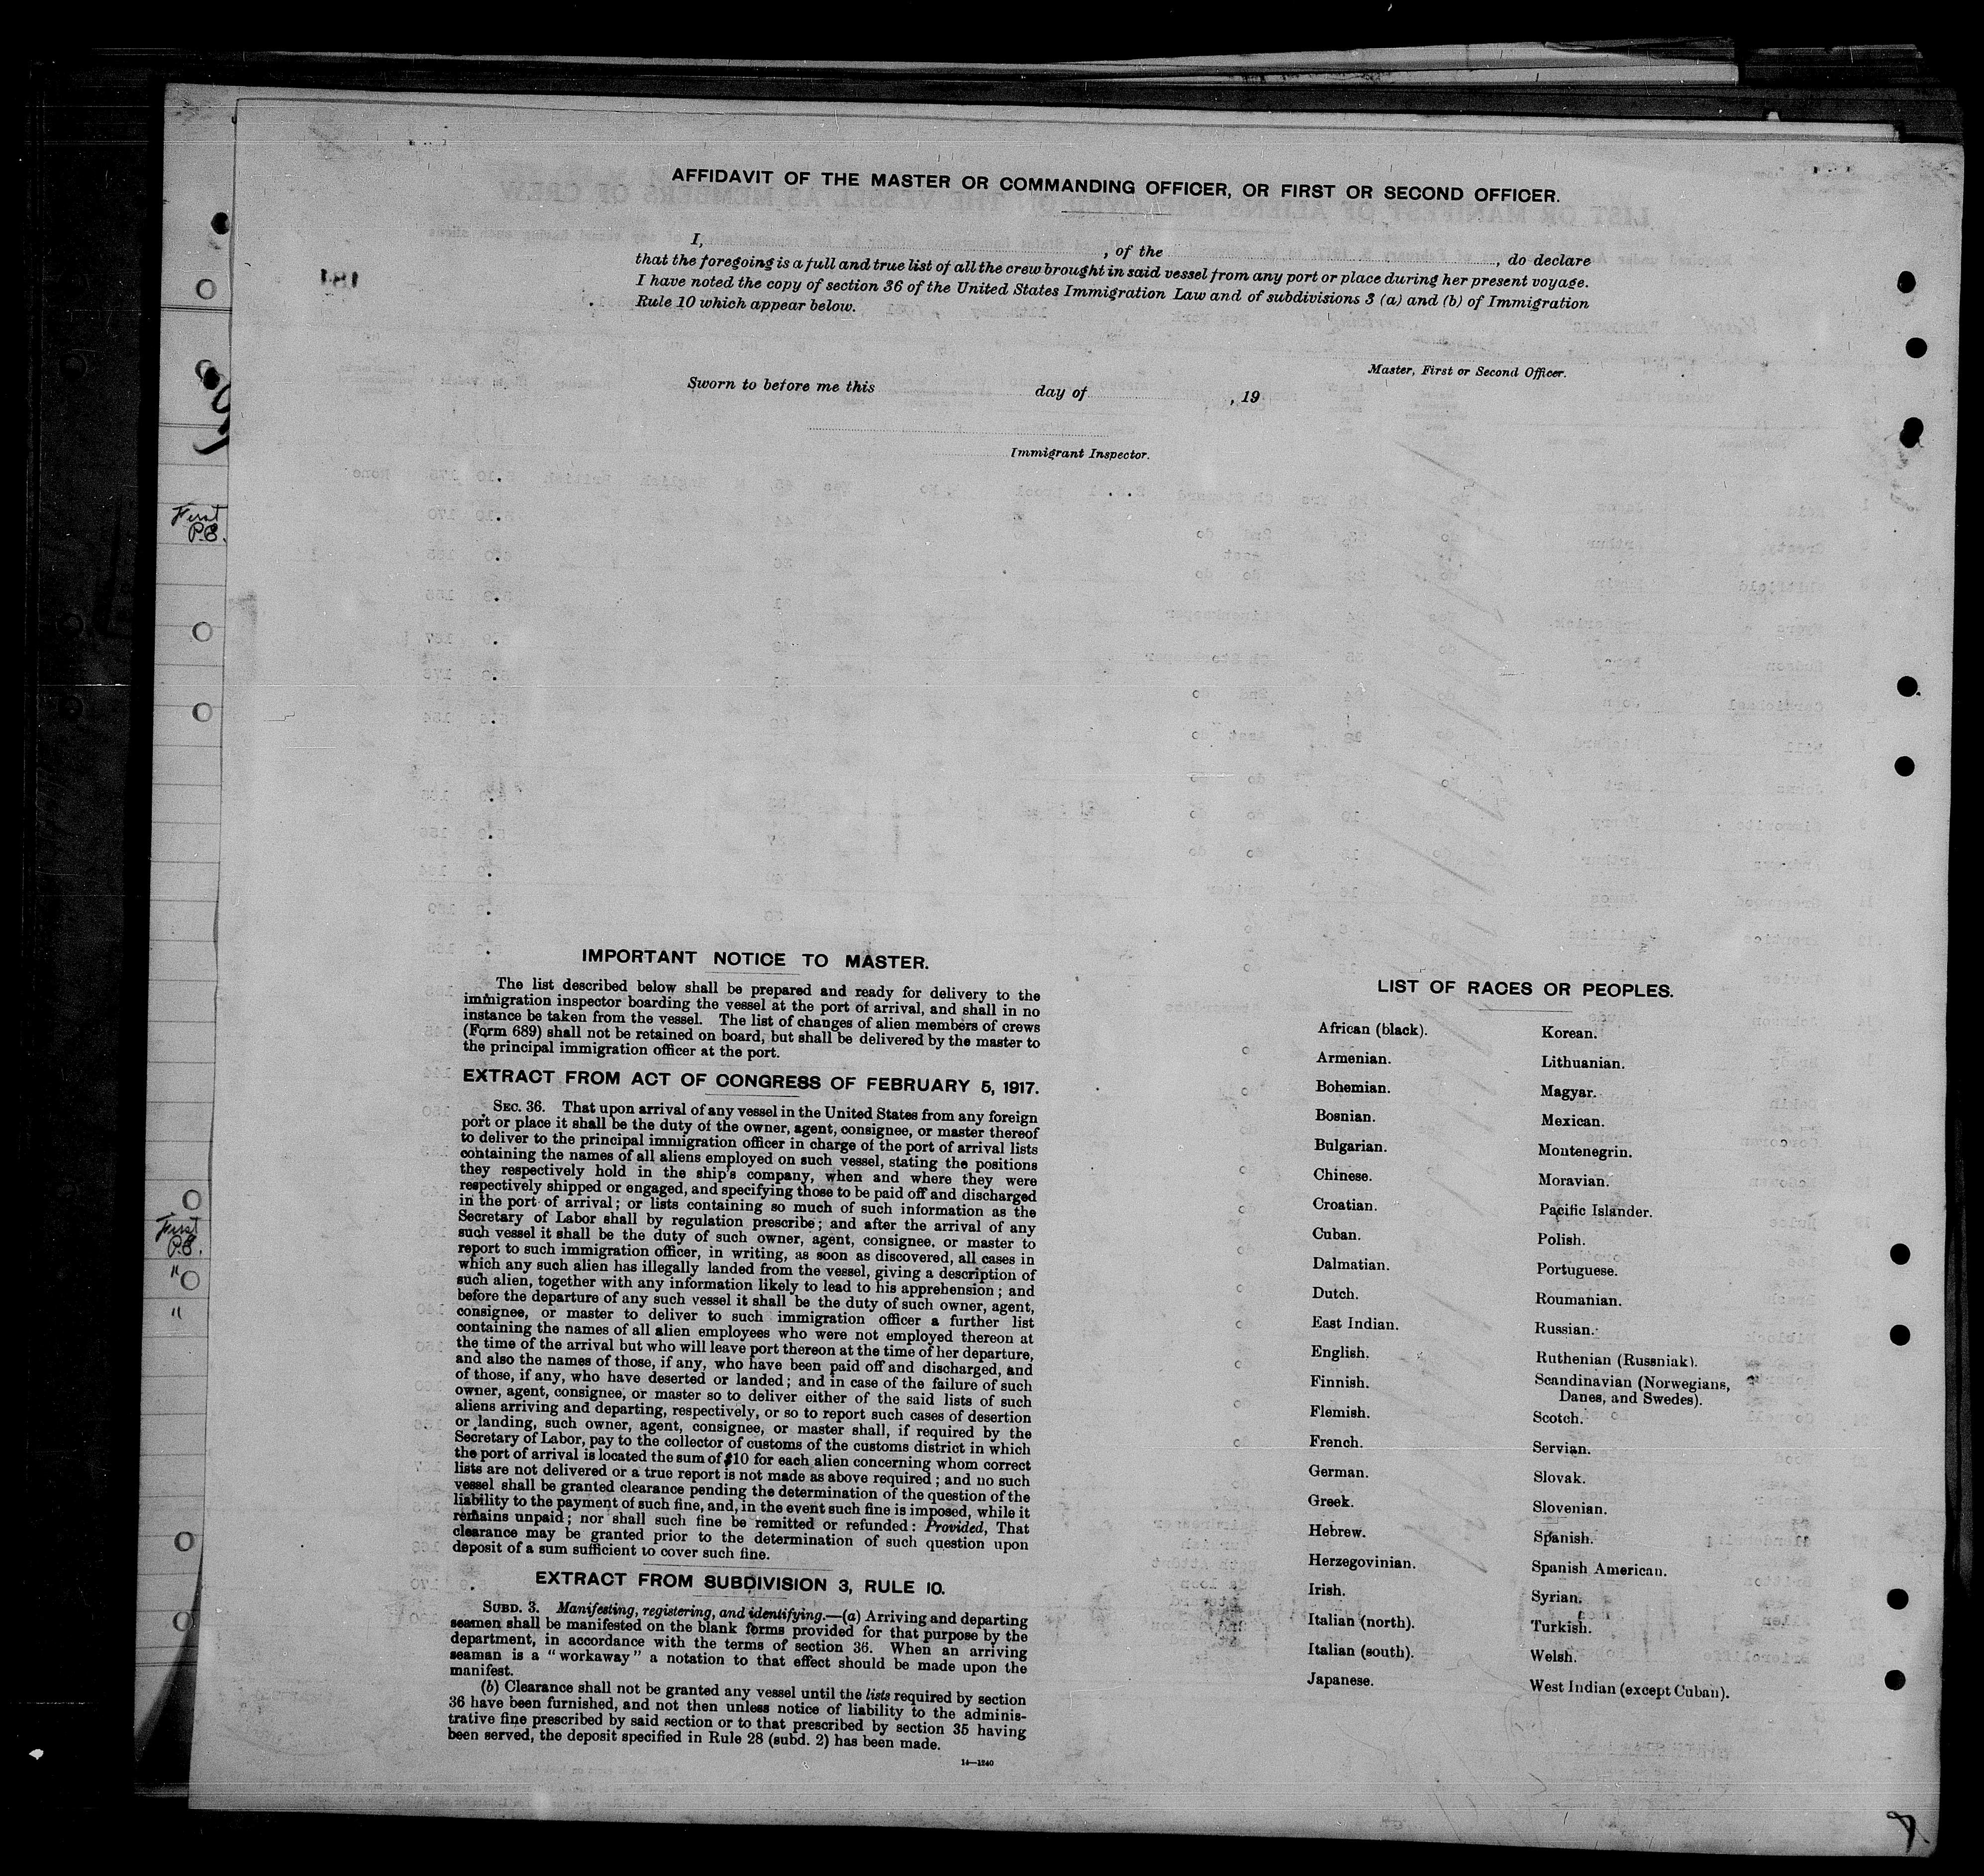 AFFIDAVIT OF THE MASTER OR COMMANDING OFFICER, OR FIRST OR SECOND OFFICER.
I, , of the , do declare
that the foregoing is a full and true list of all the crew brought in said vessel from any port or place during her present voyage.
I have noted the copy of section 36 of the United States Immigration Law and of subdivisions 3 (a) and (b) of Immigration
Rule 10 which appear below.
Master, First or Second Officer.
Sworn to before me this day of , 19
Immigrant Inspector.
First
P.E.
First
P.E.
"
"
IMPORTANT NOTICE TO MASTER.
The list described below shall be prepared and ready for delivery to the
immigration inspector boarding the vessel at the port of arrival, and shall in no
instance be taken from the vessel. The list of changes of alien members of crews
(Form 689) shall not be retained on board, but shall be delivered by the master to
the principal immigration officer at the port.
EXTRACT FROM ACT OF CONGRESS OF FEBRUARY 5, 1917.
SEC. 36. That upon arrival of any vessel in the United States from any foreign
port or place it shall be the duty of the owner, agent, consignee, or master thereof
to deliver to the principal immigration officer in charge of the port of arrival lists
containing the names of all aliens employed on such vessel, stating the positions
they respectively hold in the ship's company, when and where they were
respectively shipped or engaged, and specifying those to be paid off and discharged
in the port of arrival; or lists containing so much of such information as the
Secretary of Labor shall by regulation prescribe; and after the arrival of any
such vessel it shall be the duty of such owner, agent, consignee, or master to
report to such immigration officer, in writing, as soon as discovered, all cases in
which any such alien has illegally landed from the vessel, giving a description of
such alien, together with any information likely to lead to his apprehension; and
before the departure of any such vessel it shall be the duty of such owner, agent,
consignee, or master to deliver to such immigration officer a further list
containing the names of all alien employees who were not employed thereon at
the time of the arrival but who will leave port thereon at the time of her departure,
and also the names of those, if any, who have been paid off and discharged, and
of those, if any, who have deserted or landed; and in case of the failure of such
owner, agent, consignee, or master so to deliver either of the said lists of such
aliens arriving and departing, respectively, or so to report such cases of desertion
or landing, such owner, agent, consignee, or master shall, if required by the
Secretary of Labor, pay to the collector of customs of the customs district in which
the port of arrival is located the sum of $10 for each alien concerning whom correct
lists are not delivered or a true report is not made as above required; and no such
vessel shall be granted clearance pending the determination of the question of the
liability to the payment of such fine, and, in the event such fine is imposed, while it
remains unpaid; nor shall such fine be remitted or refunded: Provided, That
clearance may be granted prior to the determination of such question upon
deposit of a sum sufficient to cover such fine.
EXTRACT FROM SUBDIVISION 3, RULE 10.
SUBD. 3. Manifesting, registering, and identifying.—(a) Arriving and departing
seamen shall be manifested on the blank forms provided for that purpose by the
department, in accordance with the terms of section 36. When an arriving
seaman is a "workaway" a notation to that effect should be made upon the
manifest.
(b) Clearance shall not be granted any vessel until the lists required by section
36 have been furnished, and not then unless notice of liability to the adminis-
trative fine prescribed by said section or to that prescribed by section 35 having
been served, the deposit specified in Rule 28 (subd. 2) has been made.
14—1240
LIST OF RACES OR PEOPLES.
African (black).
Armenian.
Bohemian.
Bosnian.
Bulgarian.
Chinese.
Croatian.
Cuban.
Dalmatian.
Dutch.
East Indian.
English.
Finnish.
Flemish.
French.
German.
Greek.
Hebrew.
Herzegovinian.
Irish.
Italian (north).
Italian (south).
Japanese.
Korean.
Lithuanian.
Magyar.
Mexican.
Montenegrin.
Moravian.
Pacific Islander.
Polish.
Portuguese.
Roumanian.
Russian.
Ruthenian (Russniak).
Scandinavian (Norwegians,
Danes, and Swedes).
Scotch.
Servian.
Slovak.
Slovenian.
Spanish.
Spanish American.
Syrian.
Turkish.
Welsh.
West Indian (except Cuban).